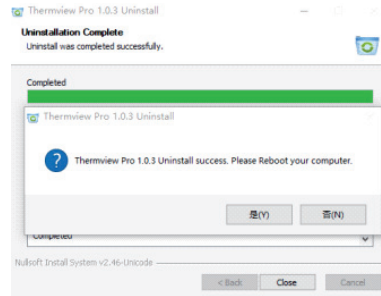 Thermview Pro 1.0.3 Uninstall
Uninstallation Complete
Uninstall was completed successfully.
Completed
Thermview Pro 1.0.3 Uninstall
Thermview Pro 1.0.3 Uninstall success. Please Reboot your computer.
是(Y)
否(N)
Completed
Nullsoft Install System v2.46-Unicode
< Back
Close
Cancel